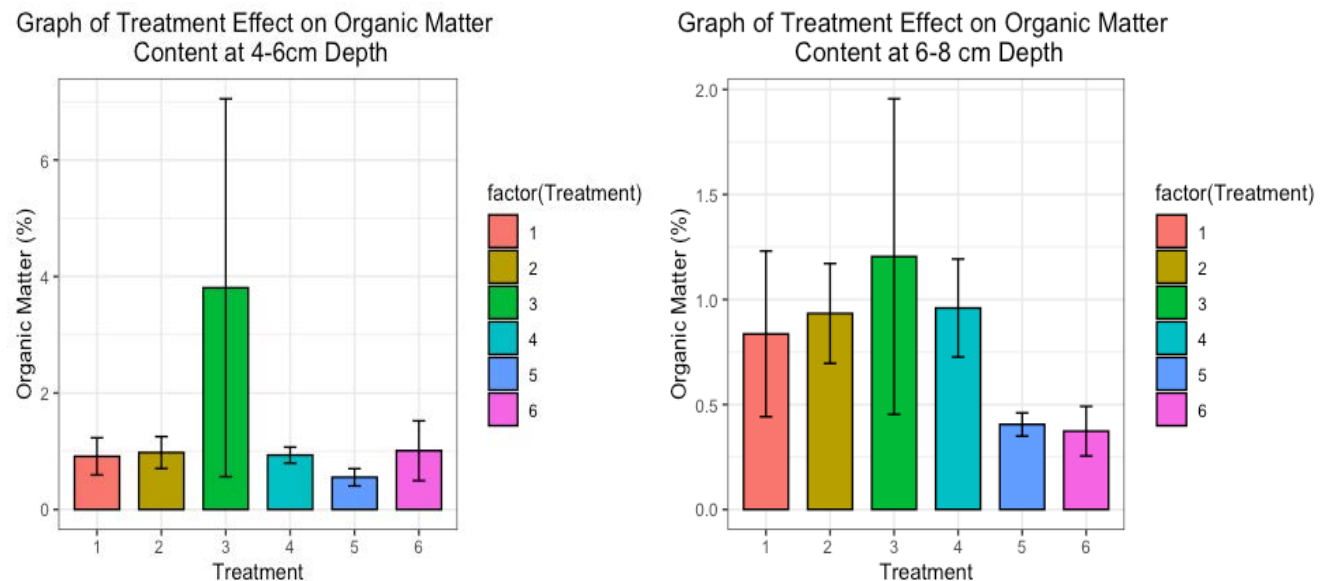 Graph of Treatment Effect on Organic Matter
Content at 4-6cm Depth
Organic Matter (%)
6
4
2
0
1 2 3 4 5 6
Treatment
factor(Treatment)
1
2
3
4
5
6
Graph of Treatment Effect on Organic Matter
Content at 6-8 cm Depth
Organic Matter (%)
2.0
1.5
1.0
0.5
0.0
1 2 3 4 5 6
Treatment
factor(Treatment)
1
2
3
4
5
6